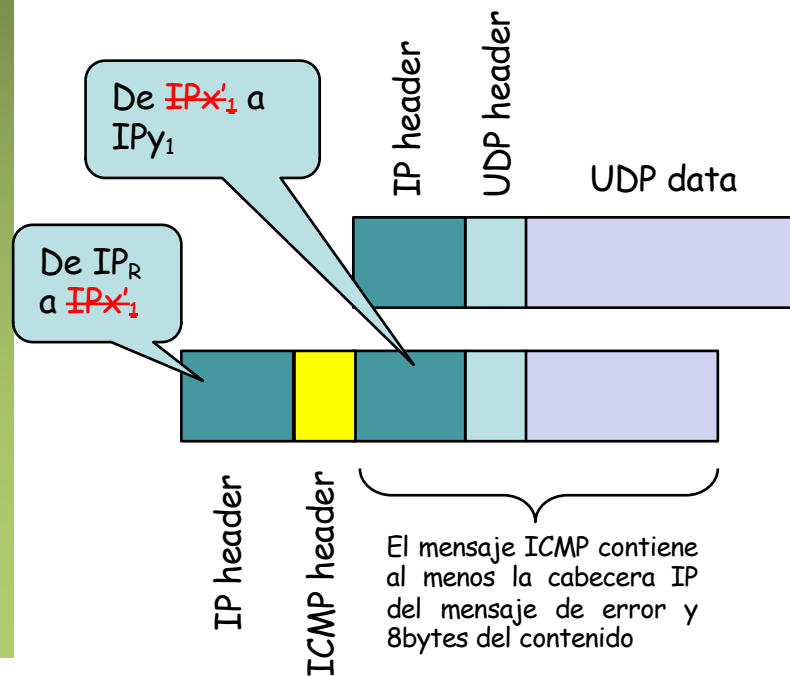 De IPx'₁ a
IPy₁
IP header
UDP header
UDP data
De IP_R
a IPx'₁
IP header
ICMP header
El mensaje ICMP contiene
al menos la cabecera IP
del mensaje de error y
8bytes del contenido